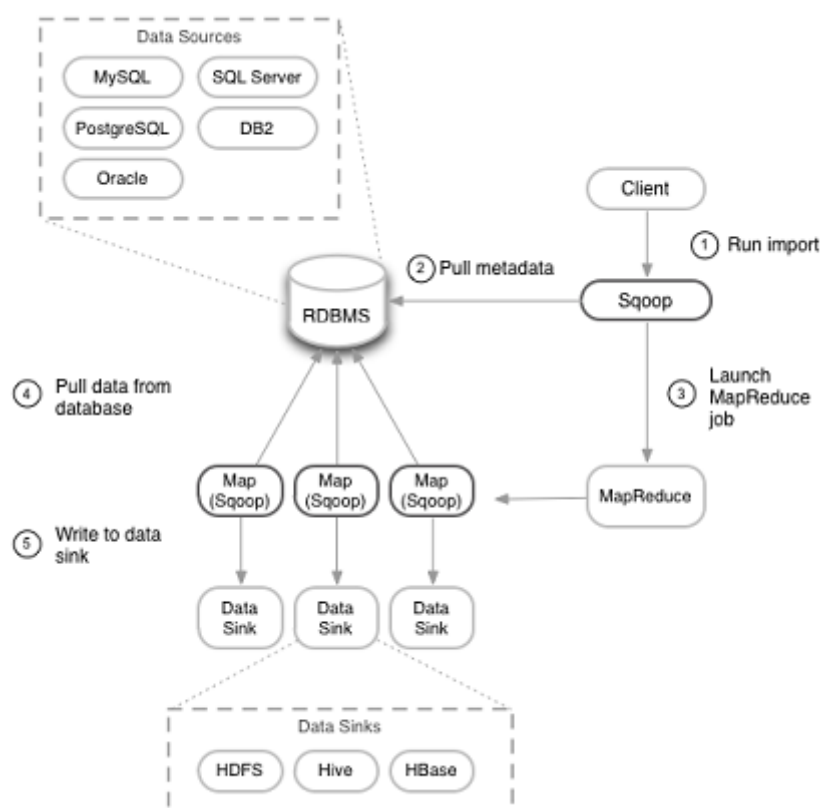 Data Sources
MySQL
SQL Server
PostgreSQL
DB2
Oracle
Client
1 Run import
2 Pull metadata
Sqoop
RDBMS
3 Launch
MapReduce
job
4 Pull data from
database
Map
(Sqoop)
Map
(Sqoop)
Map
(Sqoop)
MapReduce
5 Write to data
sink
Data
Sink
Data
Sink
Data
Sink
Data Sinks
HDFS
Hive
HBase